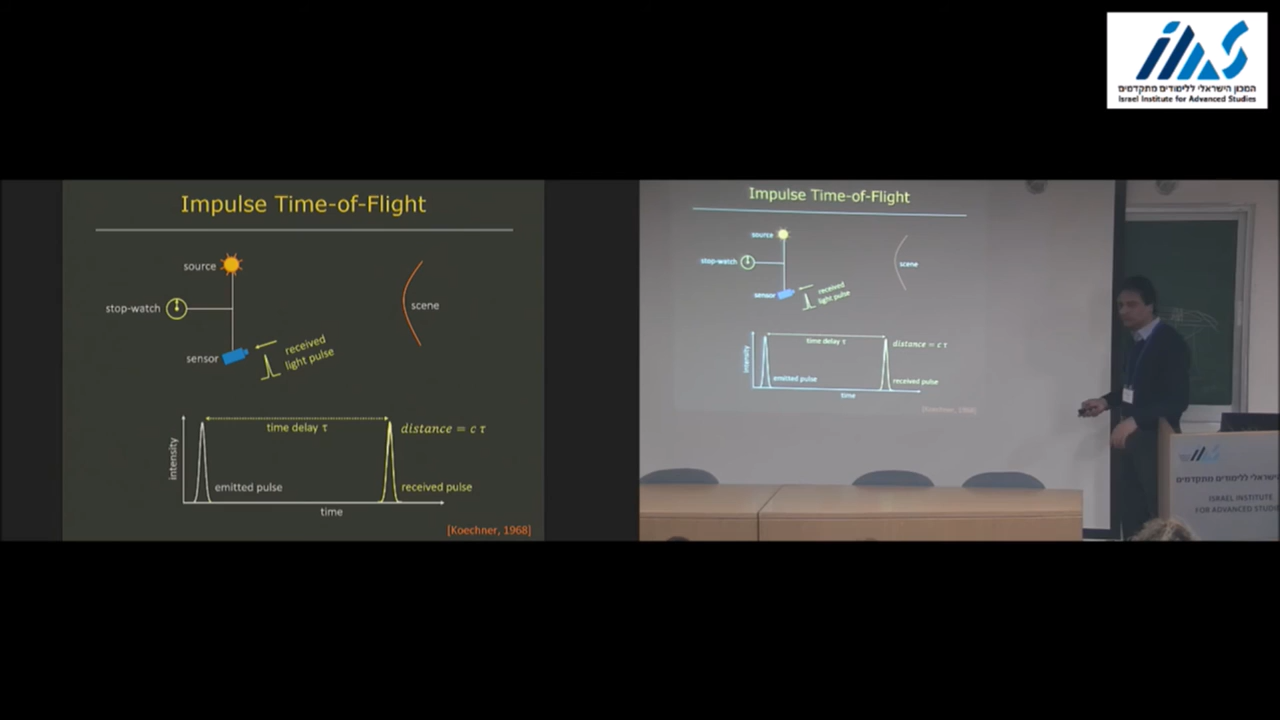 המכון הישראלי ללימודים מתקדמים
Israel Institute for Advanced Studies
Impulse Time-of-Flight
source
stop-watch
sensor
received
light pulse
scene
intensity
time delay τ
distance = c τ
emitted pulse
received pulse
time
[Koechner, 1968]
Impulse Time-of-Flight
source
stop-watch
sensor
received
light pulse
scene
intensity
time delay τ
distance = c τ
emitted pulse
received pulse
time
[Koechner, 1968]
ללימודים מתקדמים
ISRAEL INSTITUTE
FOR ADVANCED STUDI